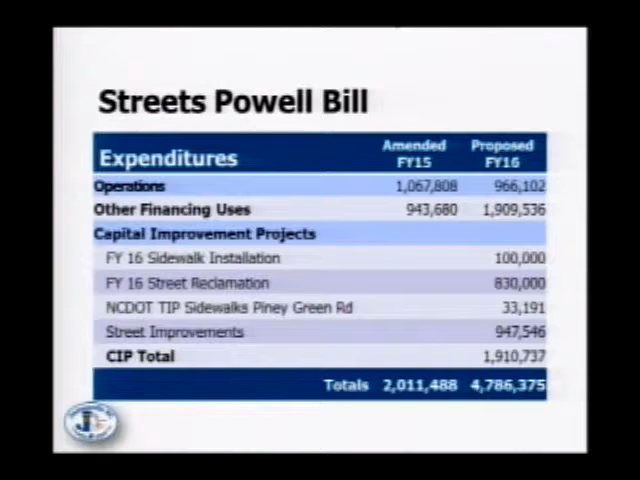 Streets Powell Bill
Expenditures Amended FY15 Proposed FY16
Operations 1,067,808 966,102
Other Financing Uses 943,680 1,909,536
Capital Improvement Projects
FY 16 Sidewalk Installation 100,000
FY 16 Street Reclamation 830,000
NCDOT TIP Sidewalks Piney Green Rd 33,191
Street Improvements 947,546
CIP Total 1,910,737
Totals 2,011,488 4,786,375